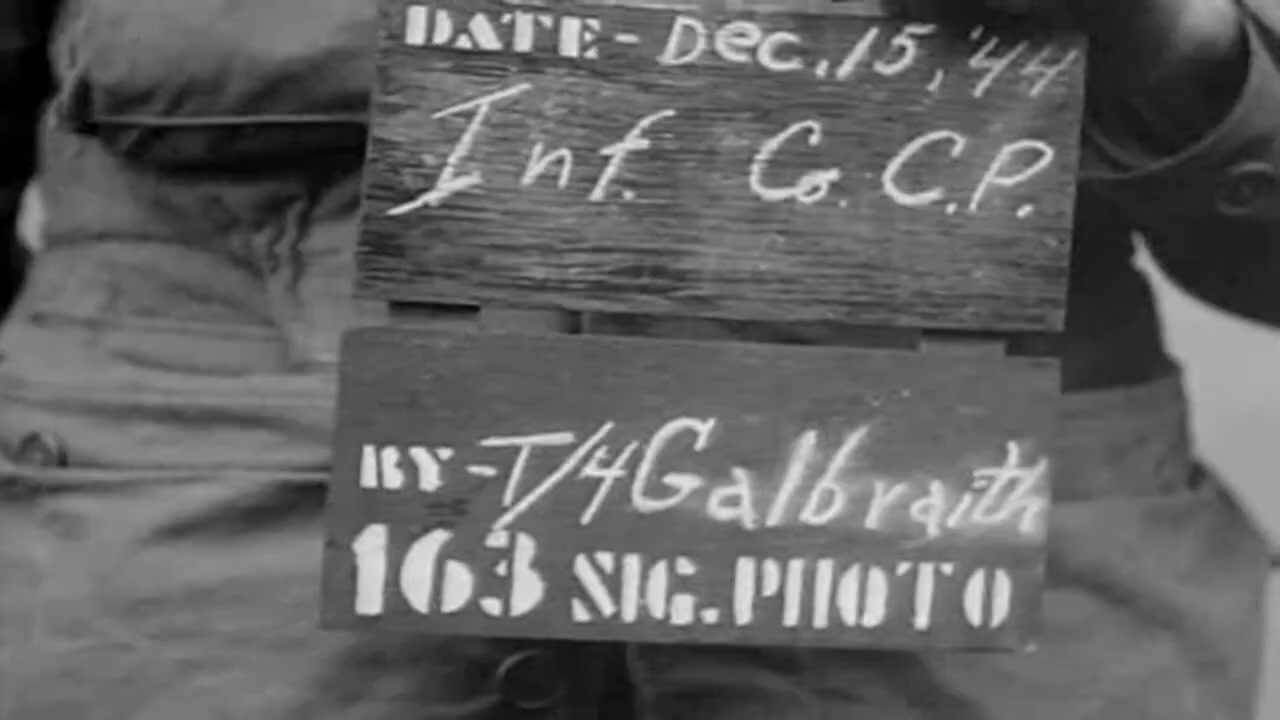 DATE - Dec. 15, '44
Inf. Co. C.P.
BY - T/4 Galbraith
163 SIG. PHOTO